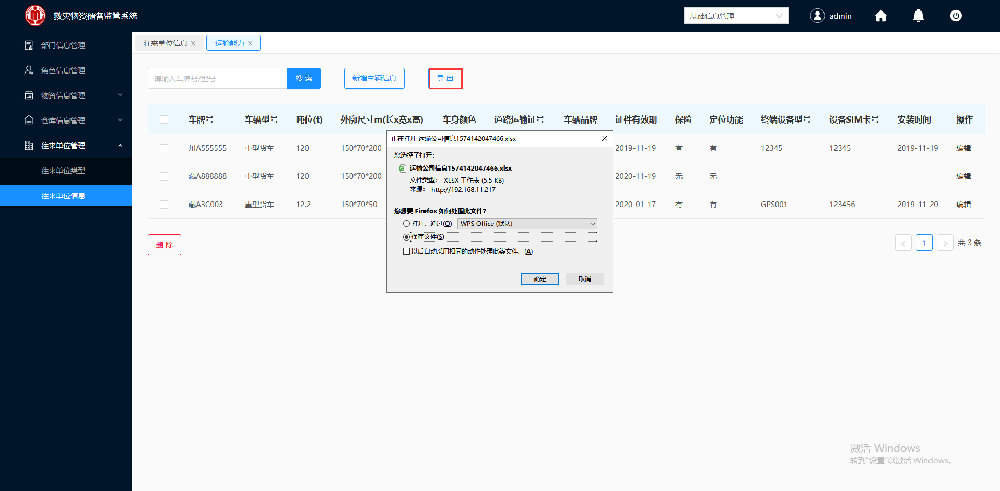 救灾物资储备监管系统
基础信息管理
admin
部门信息管理
角色信息管理
物资信息管理
仓库信息管理
往来单位管理
往来单位类型
往来单位信息
往来单位信息
运输能力
请输入车牌号/型号
搜 索
新增车辆信息
导 出
车牌号 车辆型号 吨位(t) 外廓尺寸m(长x宽x高) 车身颜色 道路运输证号 车辆品牌 证件有效期 保险 定位功能 终端设备型号 设备SIM卡号 安装时间 操作
川A555555 重型货车 120 150*70*200 2019-11-19 有 有 12345 12345 2019-11-19 编辑
藏A888888 重型货车 120 150*70*200 2020-11-19 无 无 编辑
藏A3C003 重型货车 12.2 150*70*50 2020-01-17 有 有 GPS001 123456 2019-11-20 编辑
删 除
< 1 > 共 3 条
正在打开 运输公司信息1574142047466.xlsx
您选择了打开:
运输公司信息1574142047466.xlsx
文件类型: XLSX 工作表 (5.5 KB)
来源: http://192.168.11.217
您想要 Firefox 如何处理此文件?
打开，通过(O) WPS Office (默认)
保存文件(S)
以后自动采用相同的动作处理此类文件。(A)
确定
取消
激活 Windows
转到"设置"以激活 Windows。